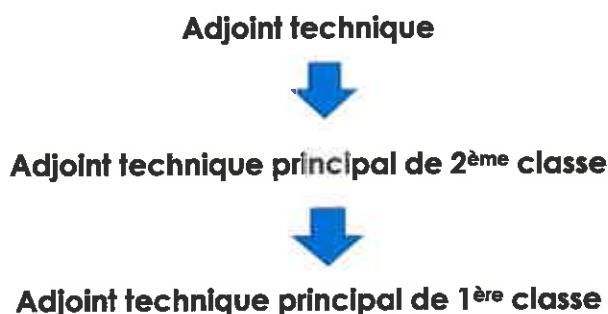 Adjoint technique
Adjoint technique principal de 2ème classe
Adjoint technique principal de 1ère classe